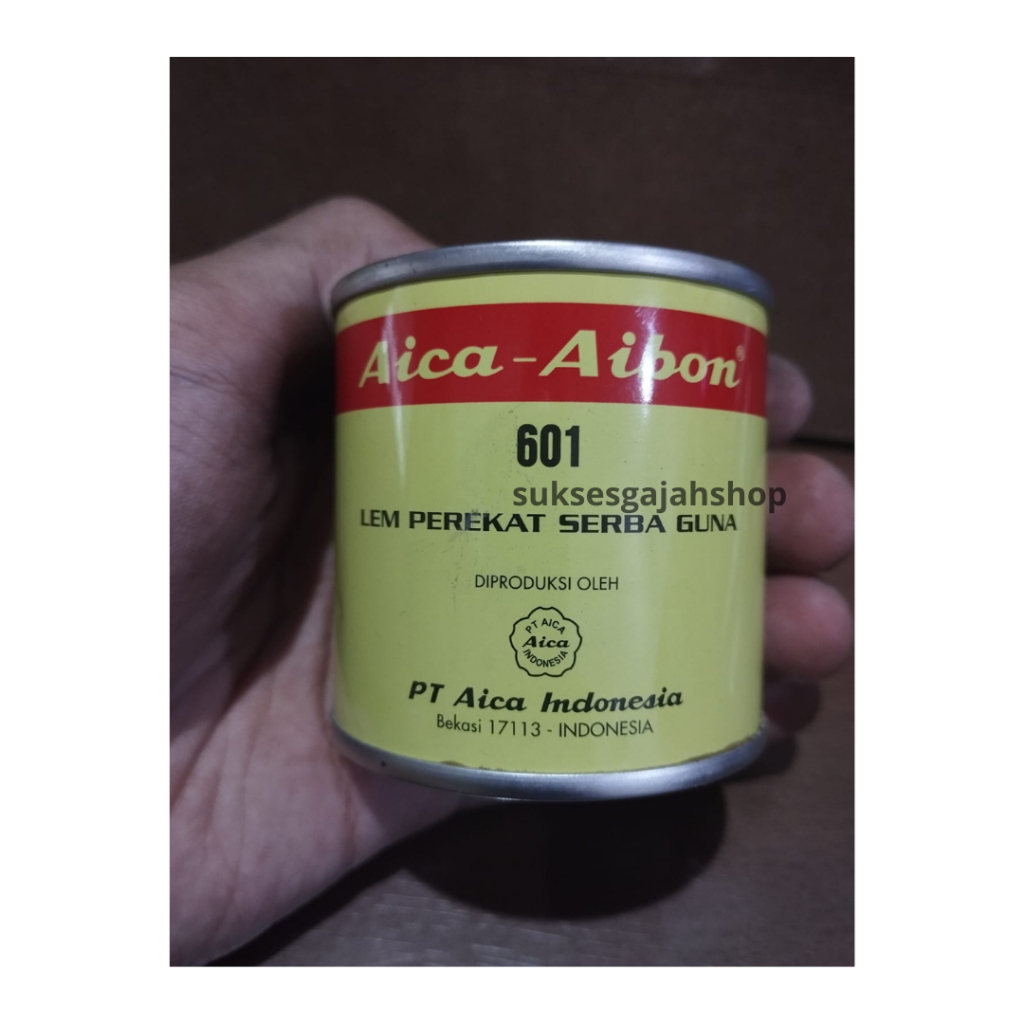 Aica-Aibon®
601
suksesgajahshop
LEM PEREKAT SERBA GUNA
DIPRODUKSI OLEH
PT AICA
Aica
INDONESIA
PT Aica Indonesia
Bekasi 17113 - INDONESIA